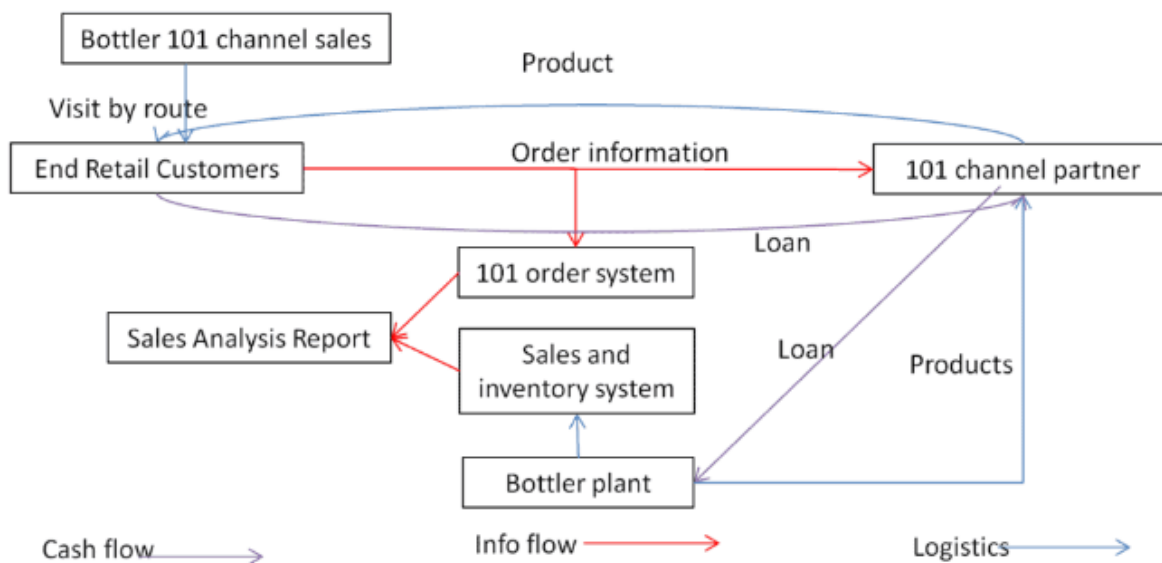 Bottler 101 channel sales
Product
Visit by route
End Retail Customers
Order information
101 channel partner
Loan
101 order system
Sales Analysis Report
Sales and
inventory system
Loan
Products
Bottler plant
Cash flow
Info flow
Logistics